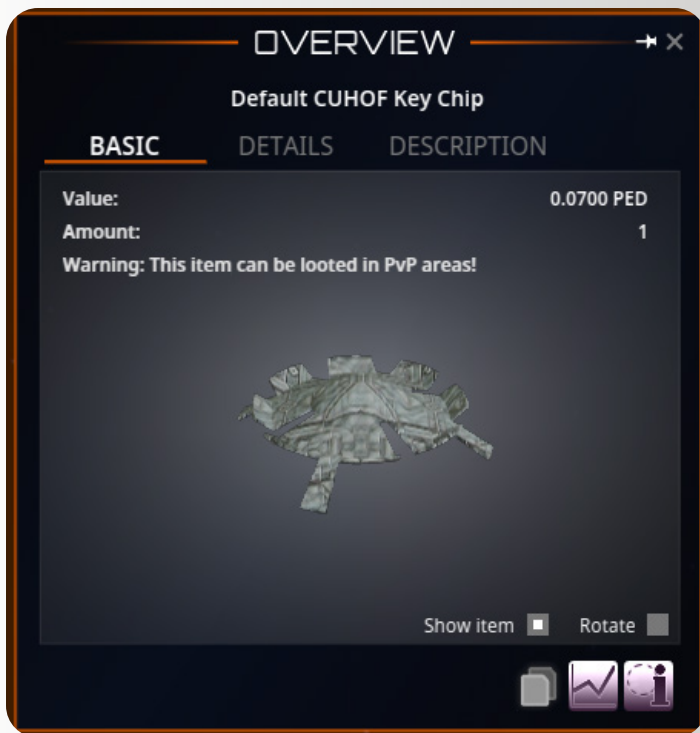 OVERVIEW
Default CUHOF Key Chip
BASIC DETAILS DESCRIPTION
Value: 0.0700 PED
Amount: 1
Warning: This item can be looted in PvP areas!
Show item Rotate